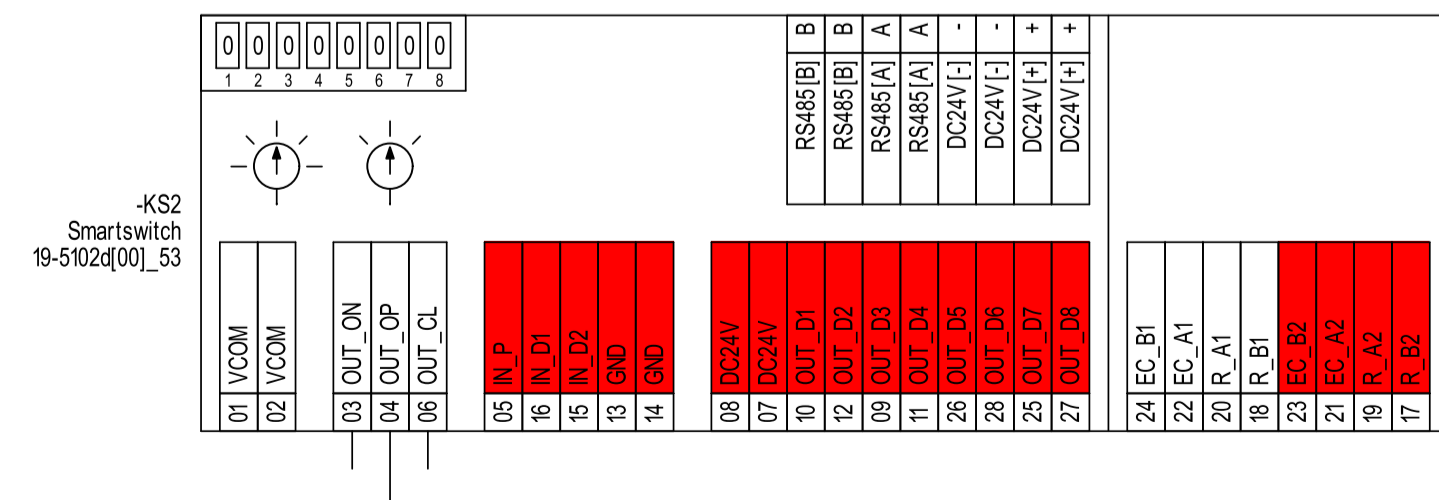 0 0 0 0 0 0 0 0
1 2 3 4 5 6 7 8
B B A A - - + +
RS485[B] RS485[B] RS485[A] RS485[A] DC24V[-] DC24V[-] DC24V[+] DC24V[+]
-KS2
Smartswitch
19-5102d[00]_53
VCOM VCOM OUT_ON OUT_OP OUT_CL IN_P IN_D1 IN_D2 GND GND DC24V DC24V OUT_D1 OUT_D2 OUT_D3 OUT_D4 OUT_D5 OUT_D6 OUT_D7 OUT_D8 EC_B1 EC_A1 R_A1 R_B1 EC_B2 EC_A2 R_A2 R_B2
01 02 03 04 06 05 16 15 13 14 08 07 10 12 09 11 26 28 25 27 24 22 20 18 23 21 19 17